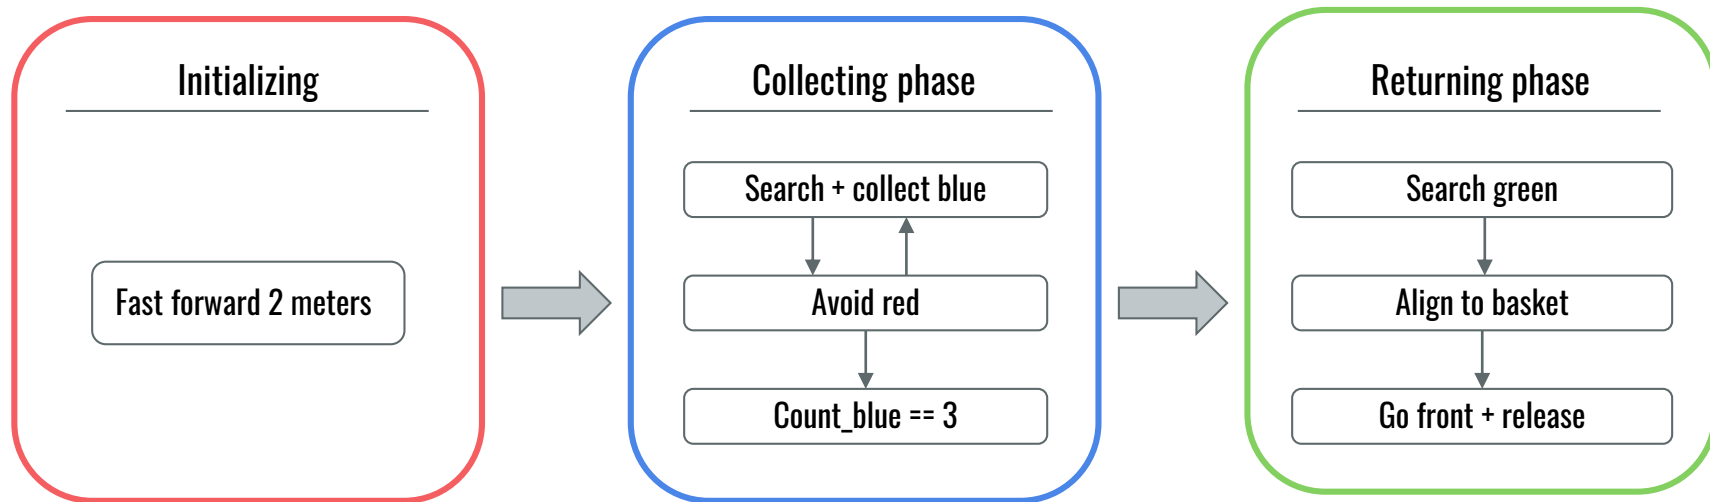 Initializing
Fast forward 2 meters
Collecting phase
Search + collect blue
Avoid red
Count_blue == 3
Returning phase
Search green
Align to basket
Go front + release